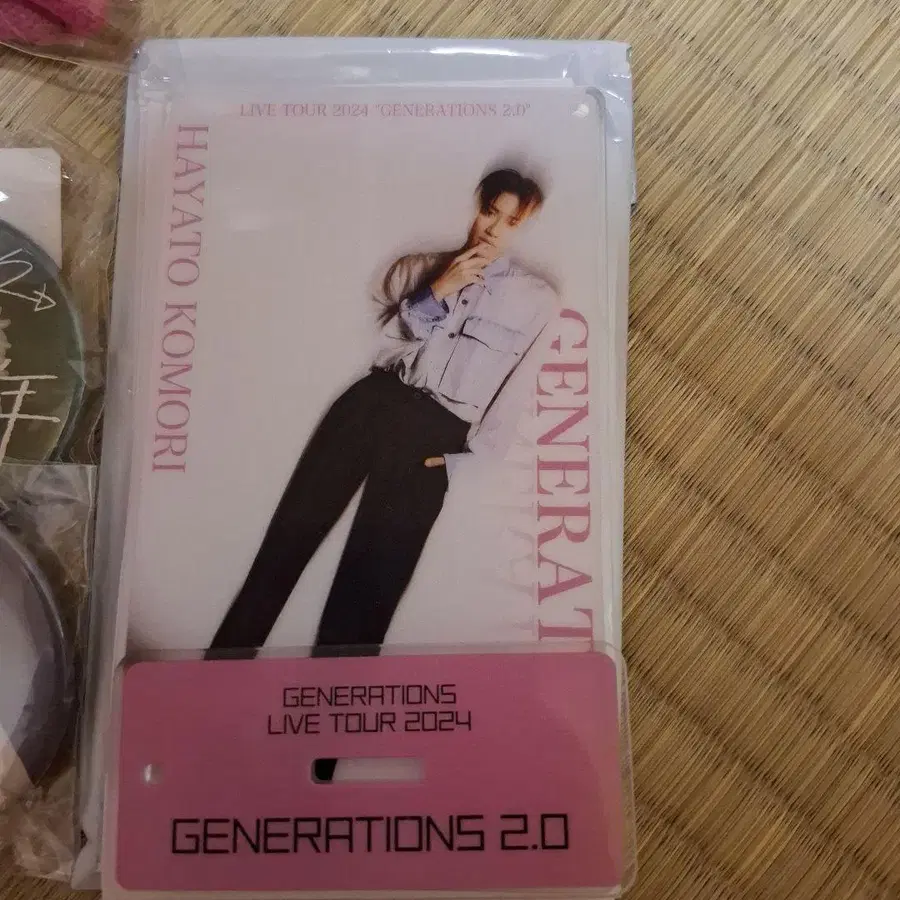 LIVE TOUR 2024 "GENERATIONS 2.0"
HAYATO KOMORI
GENERAT
GENERATIONS
LIVE TOUR 2024
GENERATIONS 2.0